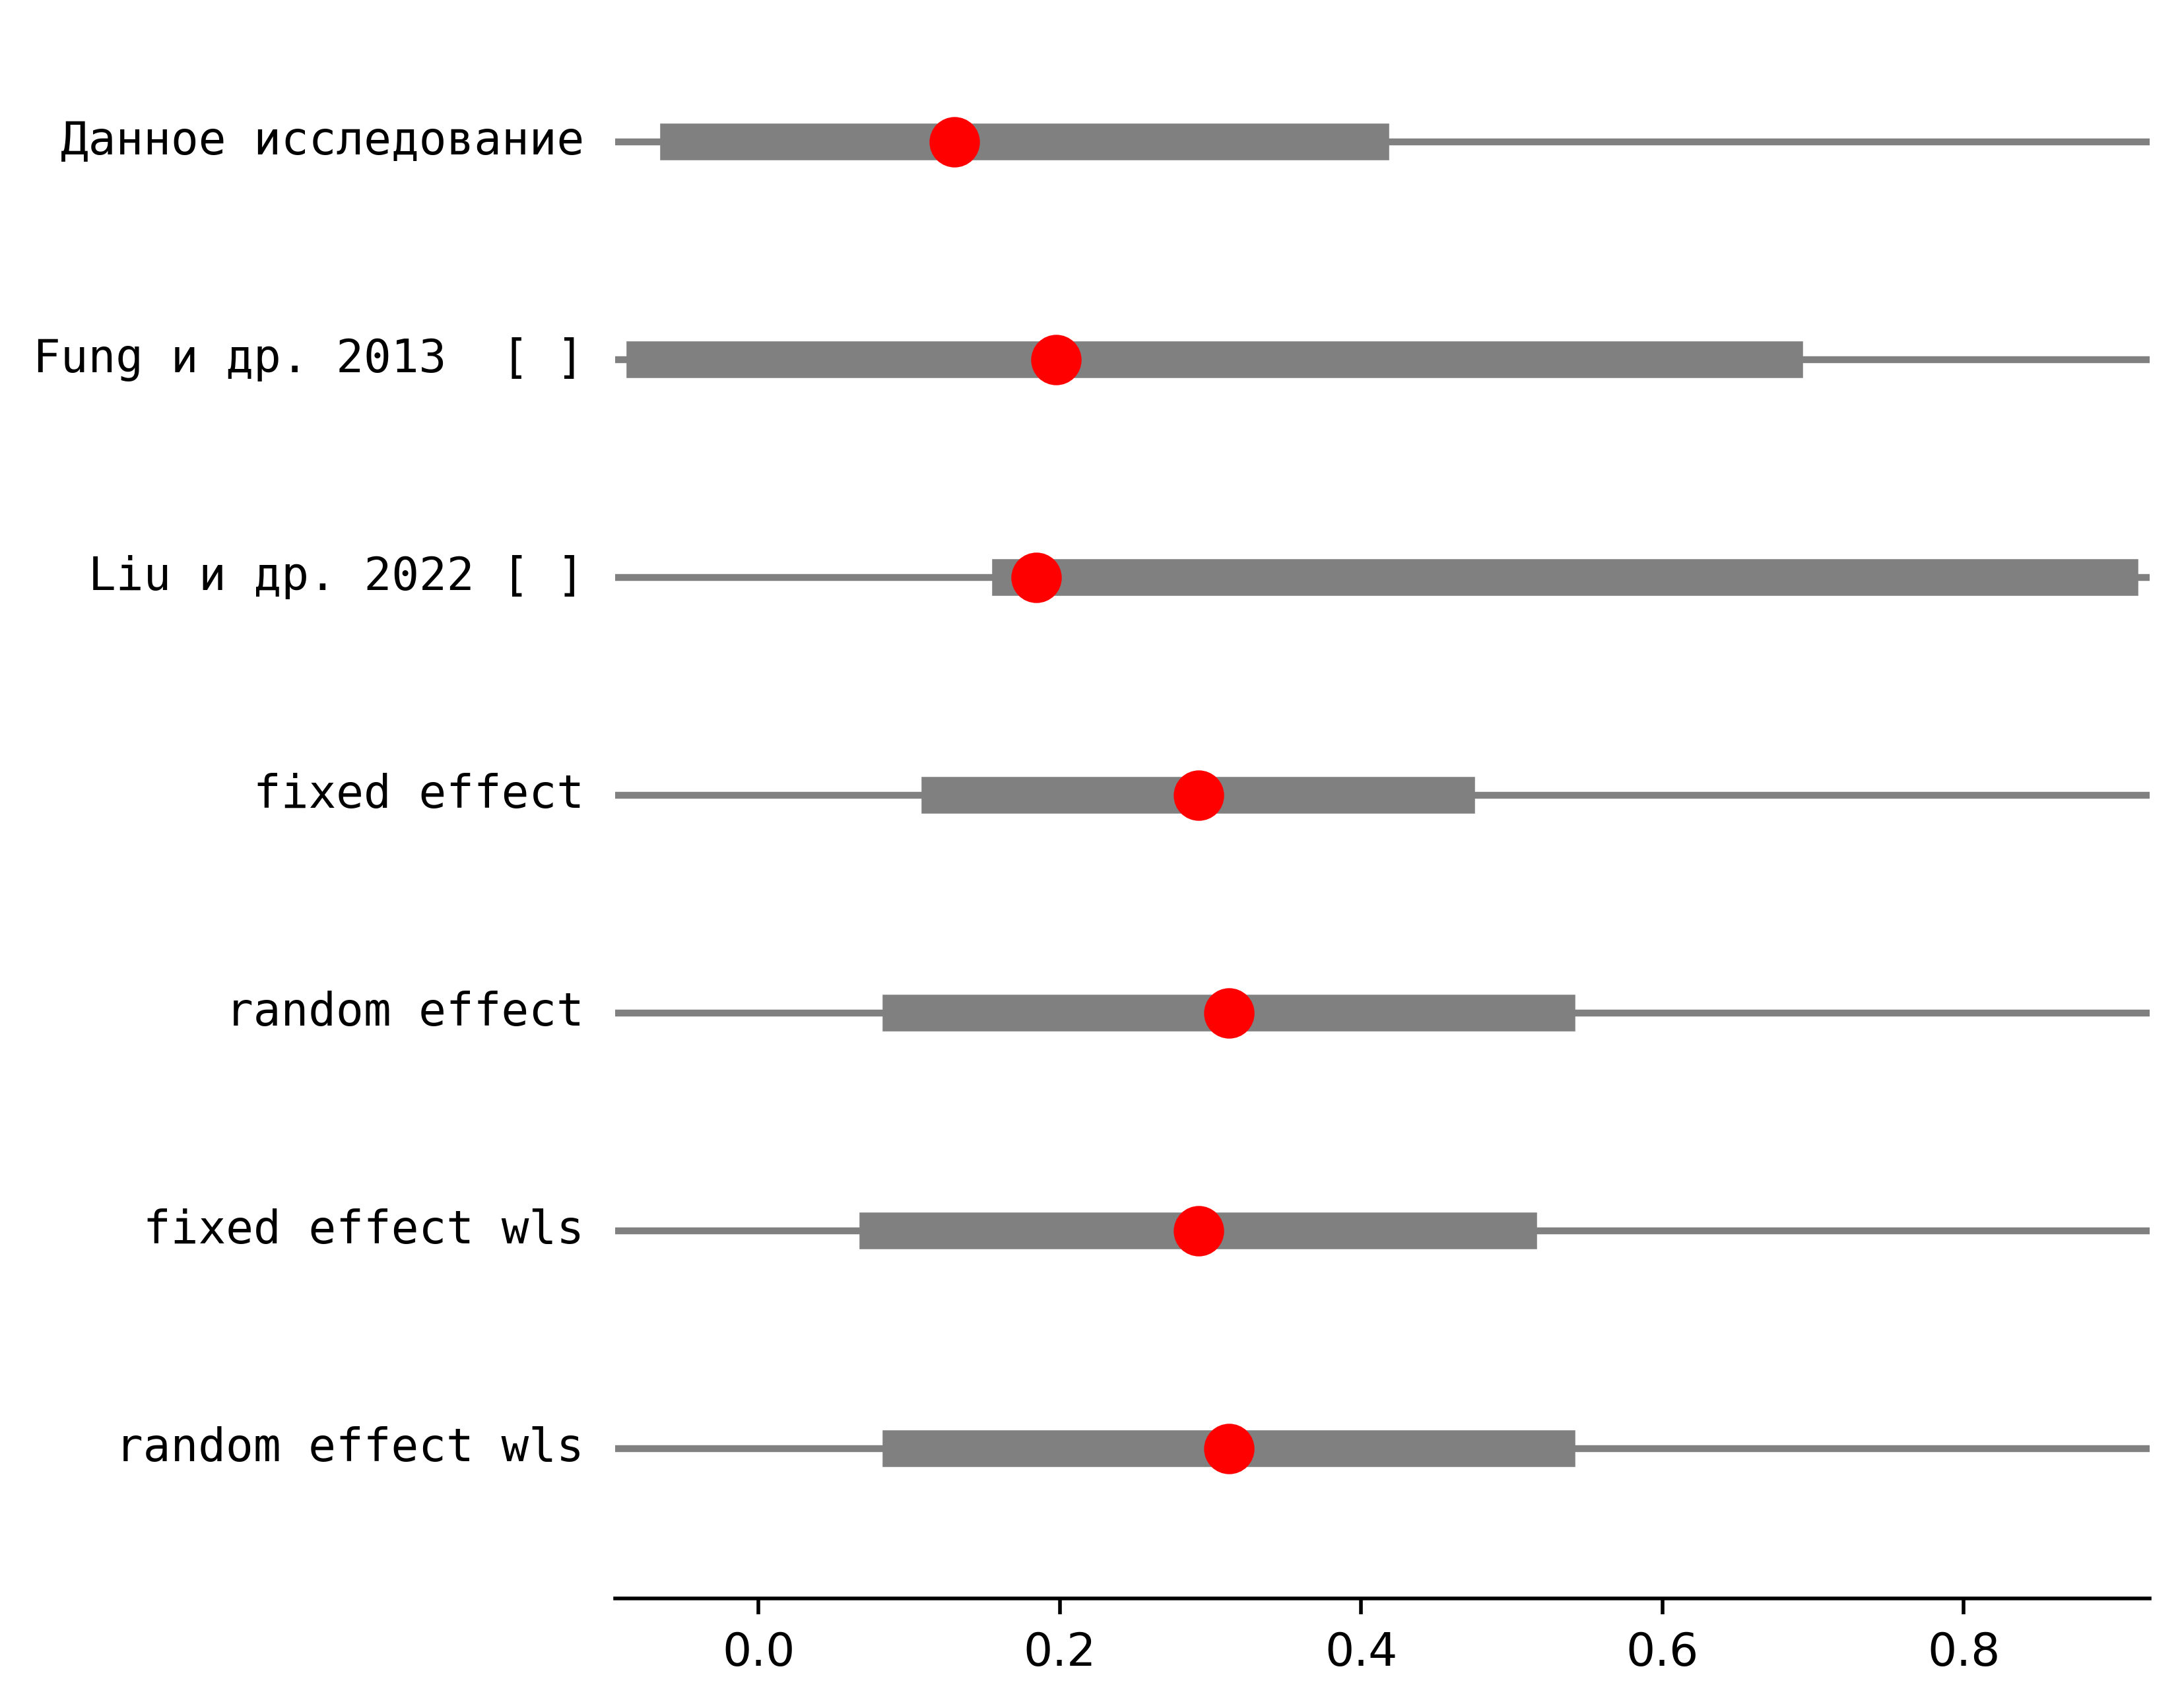 Данное исследование
Fung и др. 2013  [ ]
Liu и др. 2022 [ ]
fixed effect
random effect
fixed effect wls
random effect wls
0.0 0.2 0.4 0.6 0.8